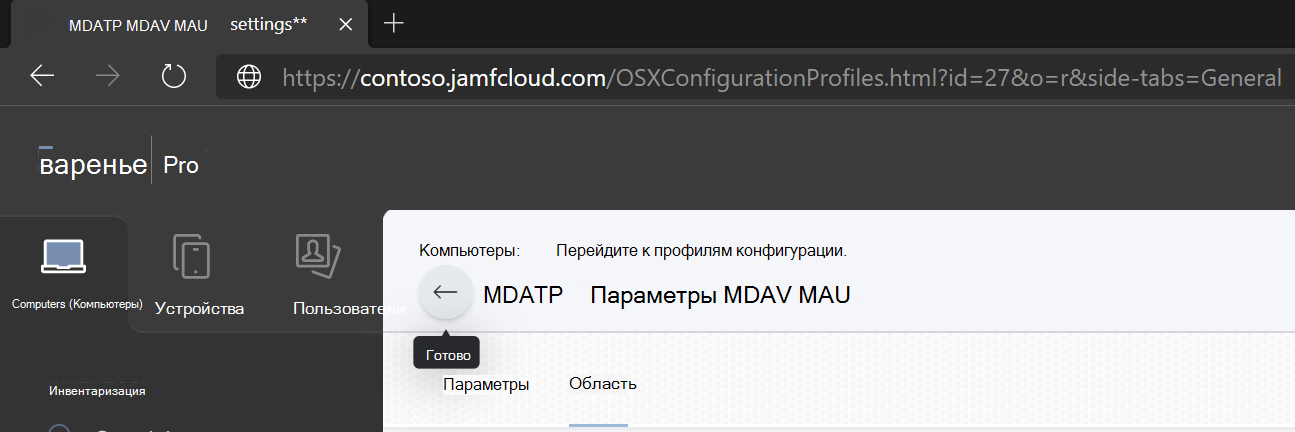 MDATP MDAV MAU settings**
https://contoso.jamfcloud.com/OSXConfigurationProfiles.html?id=27&o=r&side-tabs=General
варенье Pro
Computers (Компьютеры) Устройства Пользователи
Компьютеры: Перейдите к профилям конфигурации.
MDATP Параметры MDAV MAU
Готово
Параметры Область
Инвентаризация